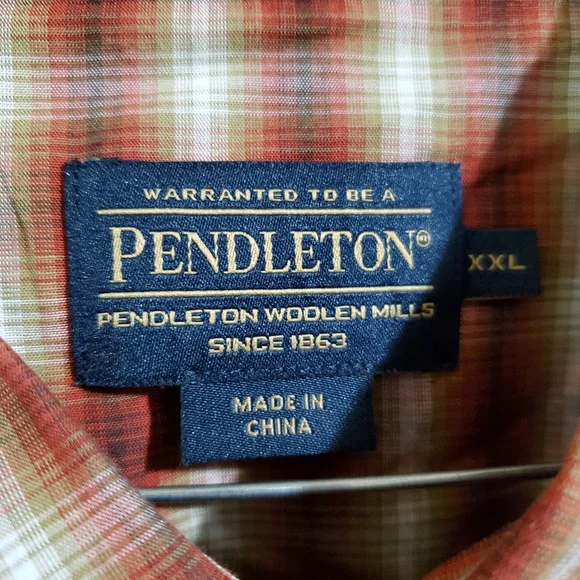 WARRANTED TO BE A
PENDLETON®
XXL
PENDLETON WOOLEN MILLS
SINCE 1863
MADE IN
CHINA